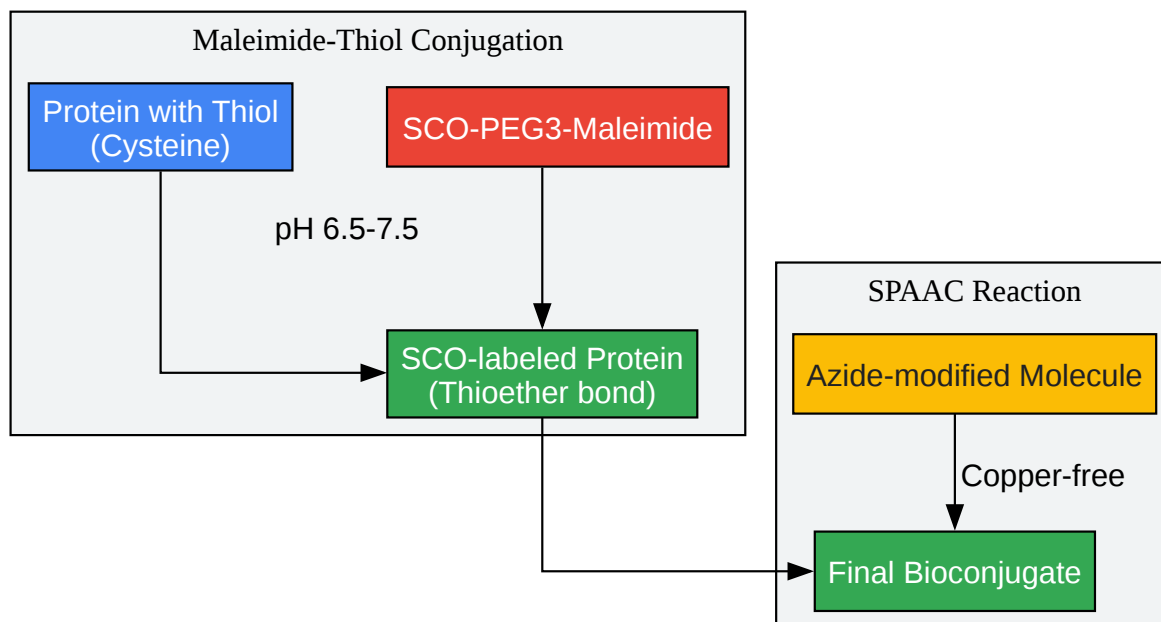 Maleimide-Thiol Conjugation
Protein with Thiol
(Cysteine)
SCO-PEG3-Maleimide
pH 6.5-7.5
SCO-labeled Protein
(Thioether bond)
SPAAC Reaction
Azide-modified Molecule
Copper-free
Final Bioconjugate